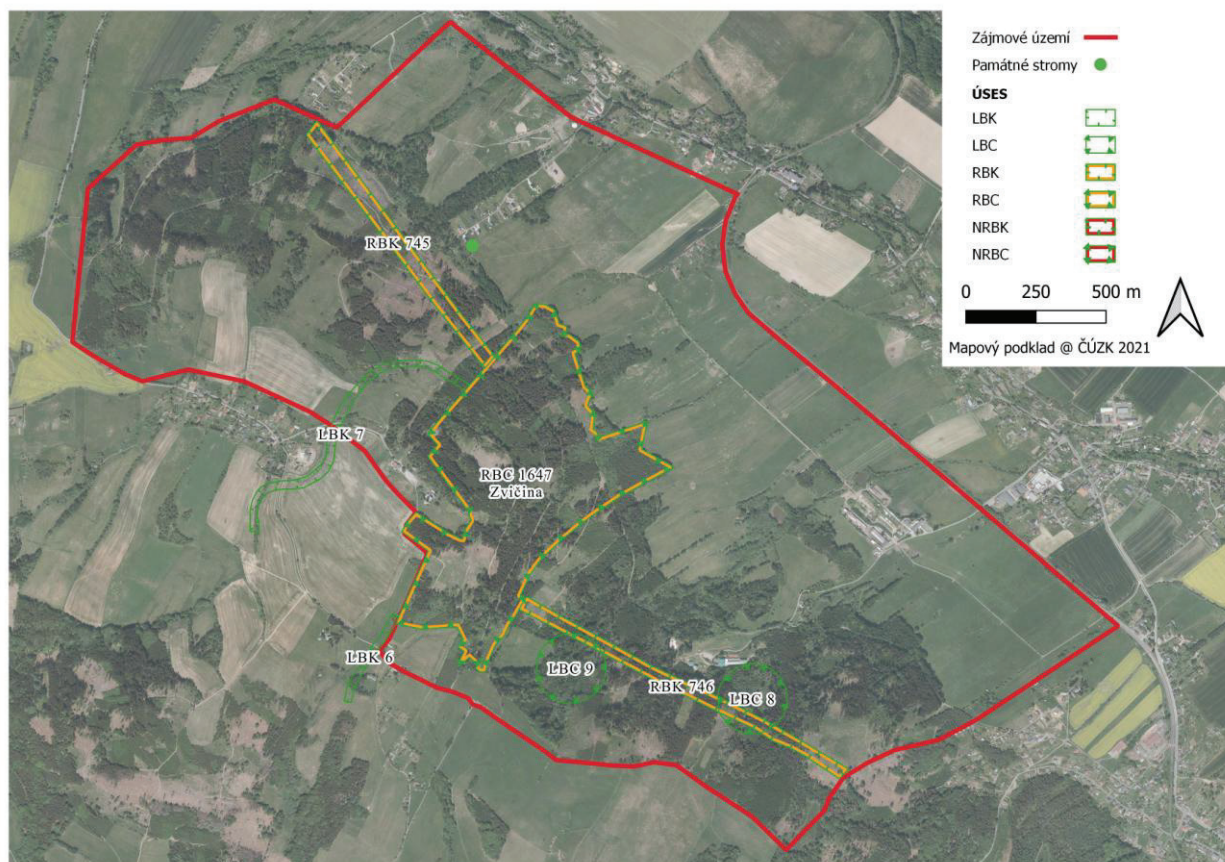 Zájmové území
Památné stromy
ÚSES
LBK
LBC
RBK
RBC
NRBK
NRBC
0 250 500 m
Mapový podklad @ ČÚZK 2021
RBK 745
LBK 7
RBC 1647
Zvičina
LBK 6
LBC 9
RBK 746
LBC 8